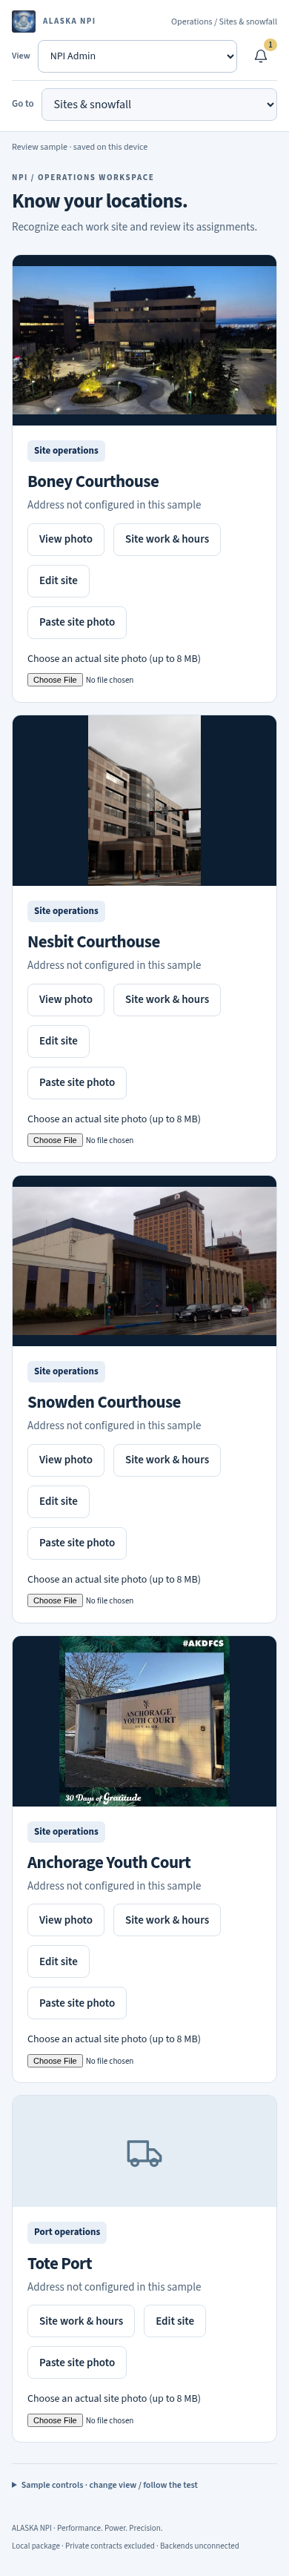 ALASKA NPI
Operations / Sites & snowfall
View
NPI Admin
1
Go to
Sites & snowfall
Review sample · saved on this device
NPI / OPERATIONS WORKSPACE
Know your locations.
Recognize each work site and review its assignments.
Site operations
Boney Courthouse
Address not configured in this sample
View photo
Site work & hours
Edit site
Paste site photo
Choose an actual site photo (up to 8 MB)
Choose File No file chosen
Site operations
Nesbit Courthouse
Address not configured in this sample
View photo
Site work & hours
Edit site
Paste site photo
Choose an actual site photo (up to 8 MB)
Choose File No file chosen
Site operations
Snowden Courthouse
Address not configured in this sample
View photo
Site work & hours
Edit site
Paste site photo
Choose an actual site photo (up to 8 MB)
Choose File No file chosen
#AKDFCS
ANCHORAGE
YOUTH COURT
30 Days of Gratitude
Site operations
Anchorage Youth Court
Address not configured in this sample
View photo
Site work & hours
Edit site
Paste site photo
Choose an actual site photo (up to 8 MB)
Choose File No file chosen
Port operations
Tote Port
Address not configured in this sample
Site work & hours
Edit site
Paste site photo
Choose an actual site photo (up to 8 MB)
Choose File No file chosen
Sample controls · change view / follow the test
ALASKA NPI · Performance. Power. Precision.
Local package · Private contracts excluded · Backends unconnected